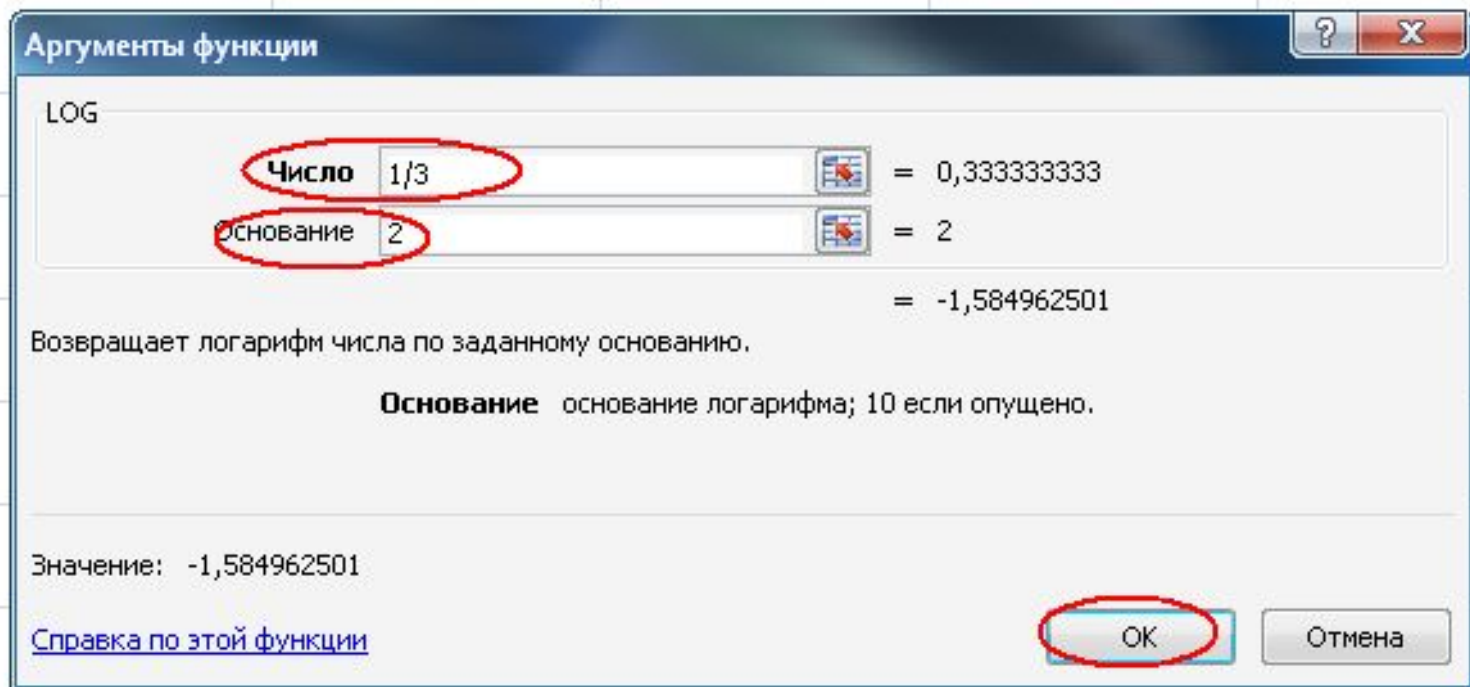 Аргументы функции
LOG
Число 1/3 = 0,333333333
Основание 2 = 2
= -1,584962501
Возвращает логарифм числа по заданному основанию.
Основание основание логарифма; 10 если опущено.
Значение: -1,584962501
Справка по этой функции
ОК Отмена